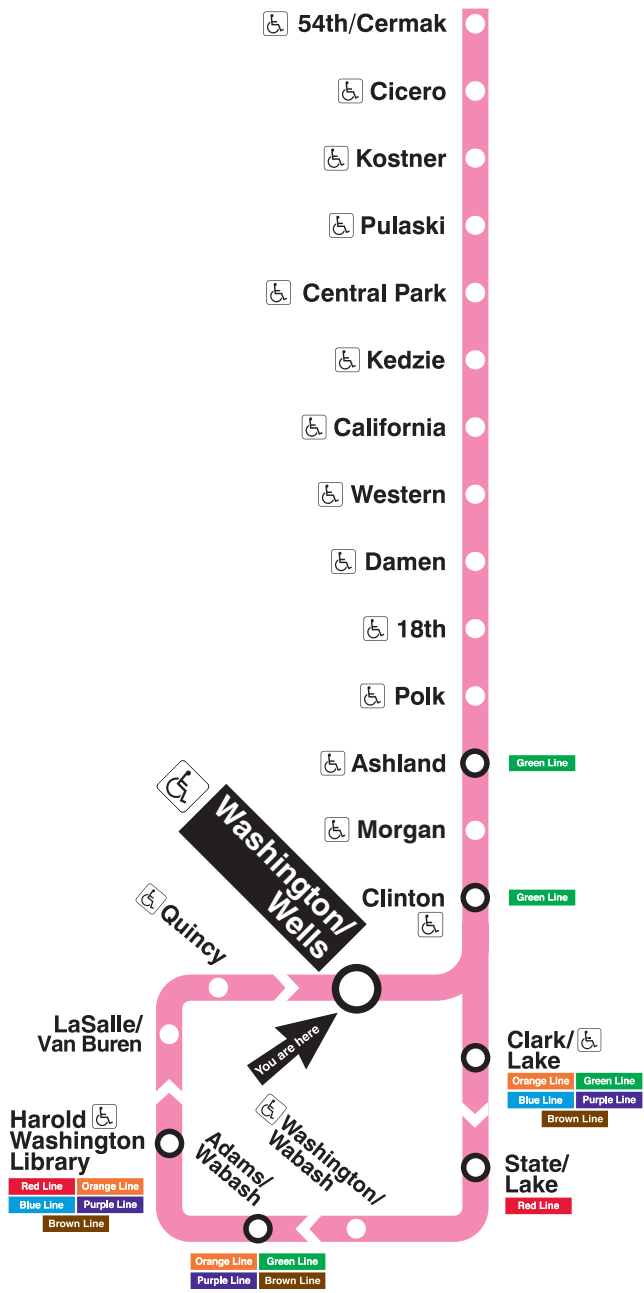 54th/Cermak
Cicero
Kostner
Pulaski
Central Park
Kedzie
California
Western
Damen
18th
Polk
Ashland
Green Line
Morgan
Clinton
Green Line
Washington/
Wells
Quincy
You are here
LaSalle/
Van Buren
Clark/
Lake
Orange Line Green Line
Blue Line Purple Line
Brown Line
Harold
Washington
Library
Red Line Orange Line
Blue Line Purple Line
Brown Line
Adams/
Wabash
Orange Line Green Line
Purple Line Brown Line
Washington/
Wabash
State/
Lake
Red Line